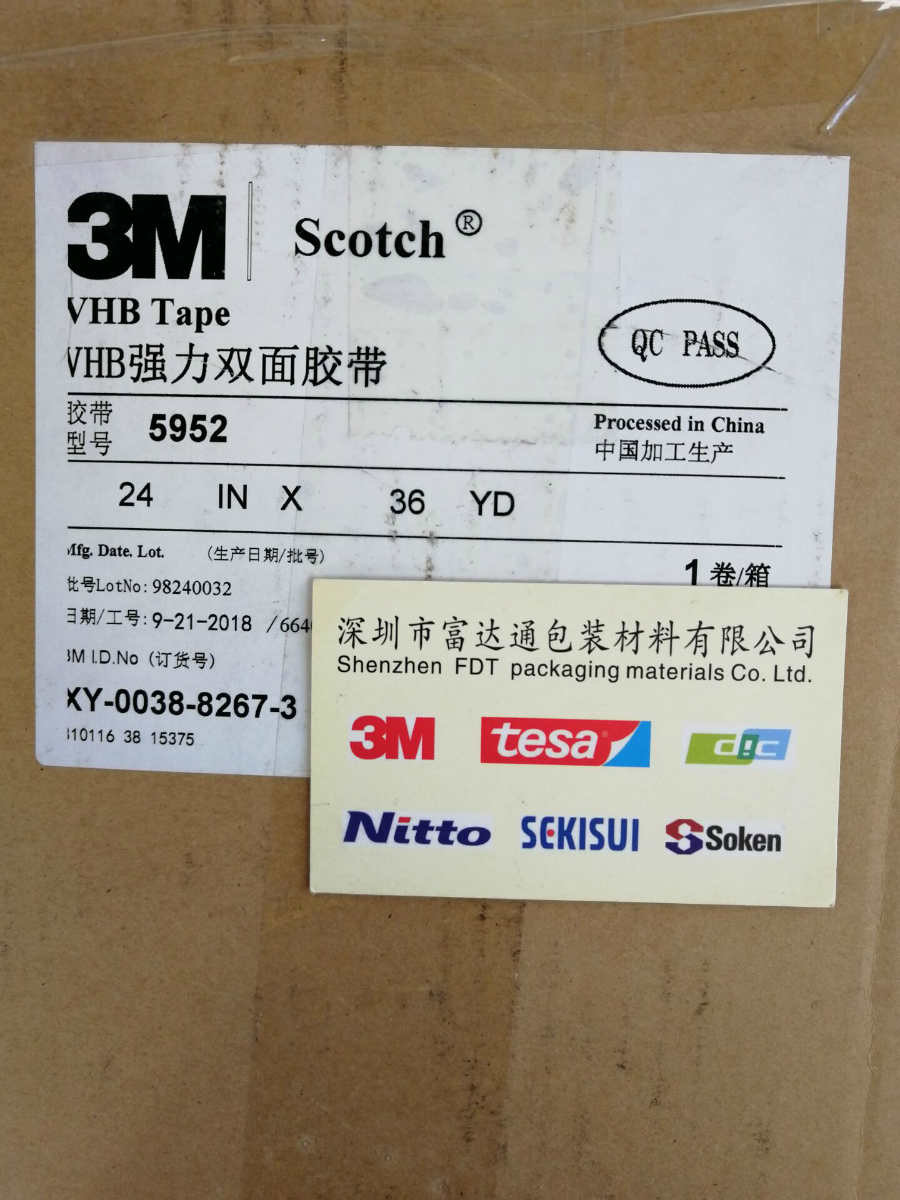 3M Scotch®
VHB Tape
VHB强力双面胶带
QC PASS
胶带
型号 5952
Processed in China
中国加工生产
24 IN X 36 YD
Mfg. Date. Lot. (生产日期/批号)
1 卷/箱
批号LotNo: 98240032
日期/工号: 9-21-2018 /664
3M I.D.No (订货号)
XY-0038-8267-3
110116 38 15375
深圳市富达通包装材料有限公司
Shenzhen FDT packaging materials Co. Ltd.
3M tesa dic
Nitto SEKISUI Soken